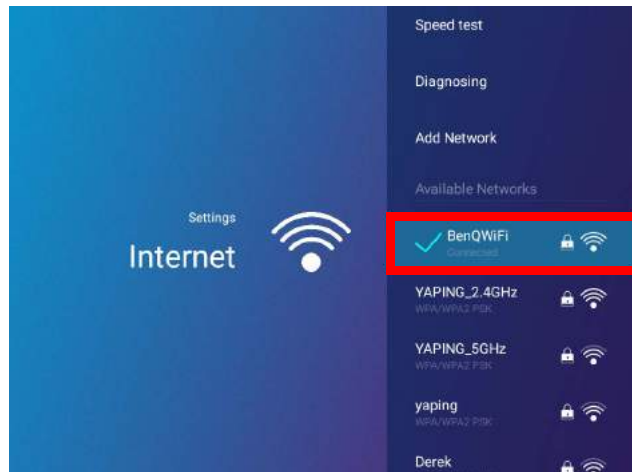 Speed test
Diagnosing
Add Network
Available Networks
Settings
Internet
BenQWiFi
Connected
YAPING_2.4GHz
WPA/WPA2 PSK
YAPING_5GHz
WPA/WPA2 PSK
yaping
WPA/WPA2 PSK
Derek